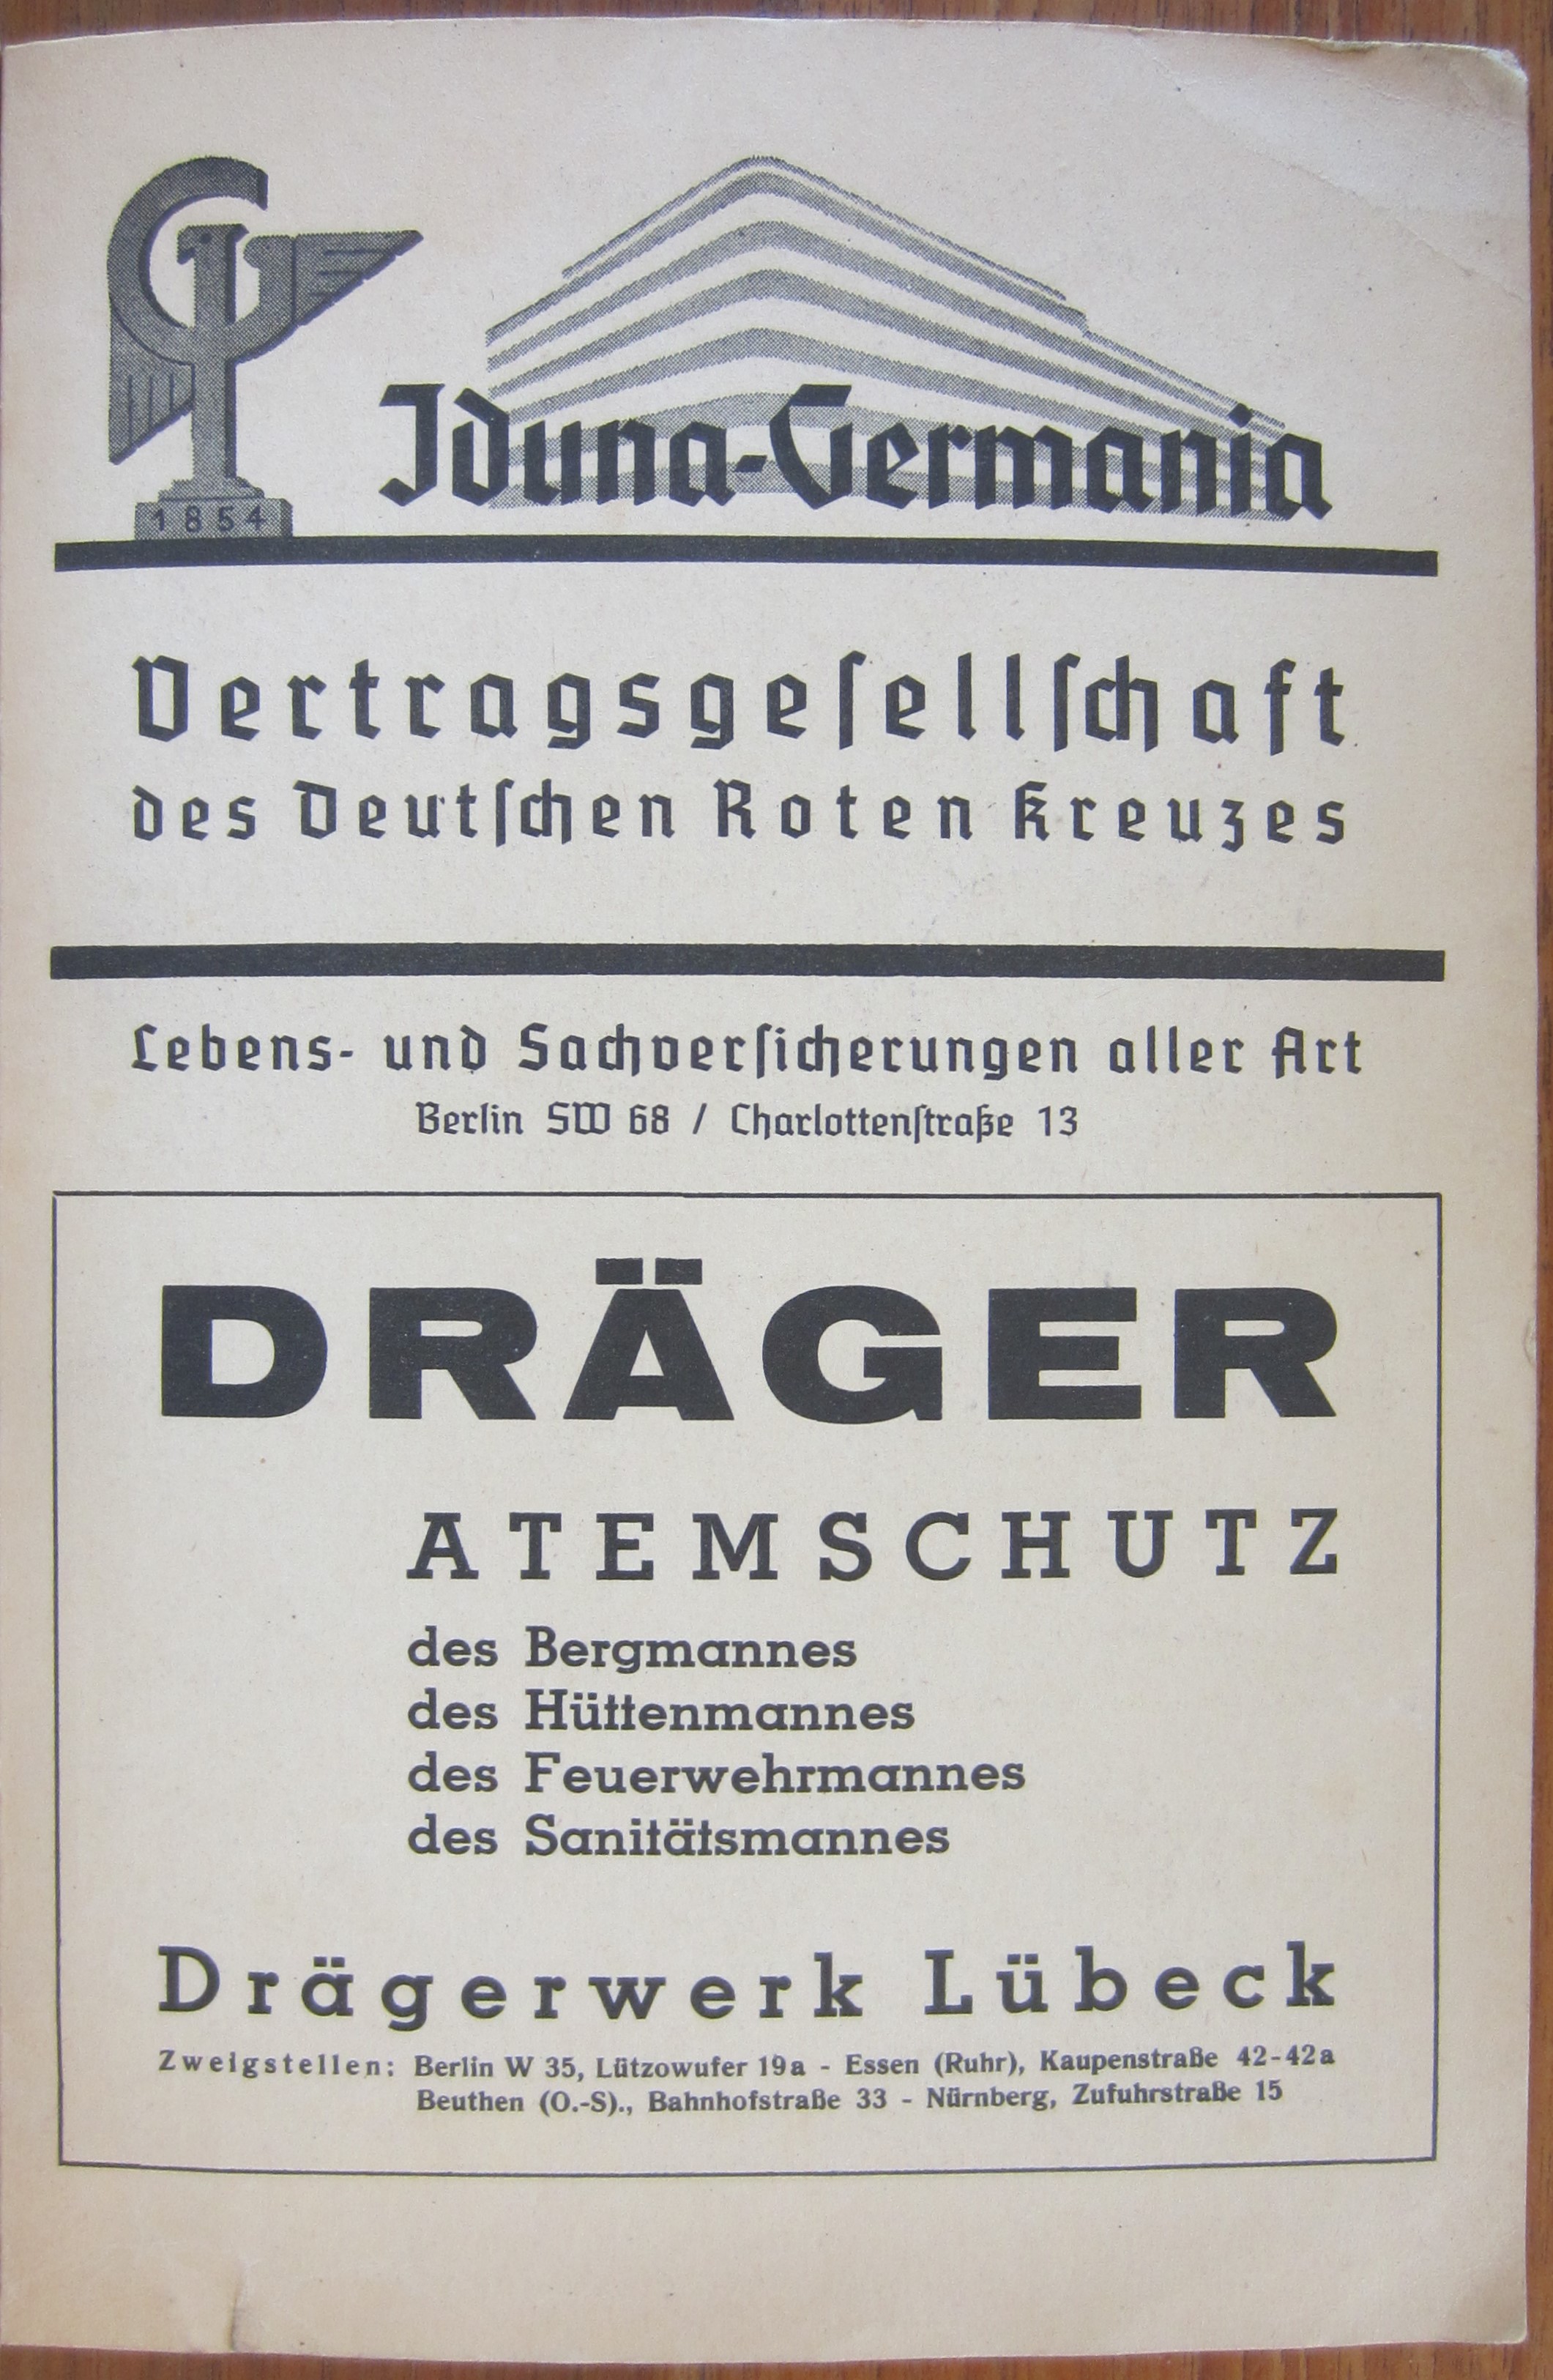 1854
Iduna-Germania
Vertragsgeſellſchaft
des Deutſchen Roten Kreuzes
Lebens- und Sachverſicherungen aller Art
Berlin SW 68 / Charlottenſtraße 13
DRÄGER
ATEMSCHUTZ
des Bergmannes
des Hüttenmannes
des Feuerwehrmannes
des Sanitätsmannes
Drägerwerk Lübeck
Zweigstellen: Berlin W 35, Lützowufer 19a - Essen (Ruhr), Kaupenstraße 42-42a
Beuthen (O.-S)., Bahnhofstraße 33 - Nürnberg, Zufuhrstraße 15